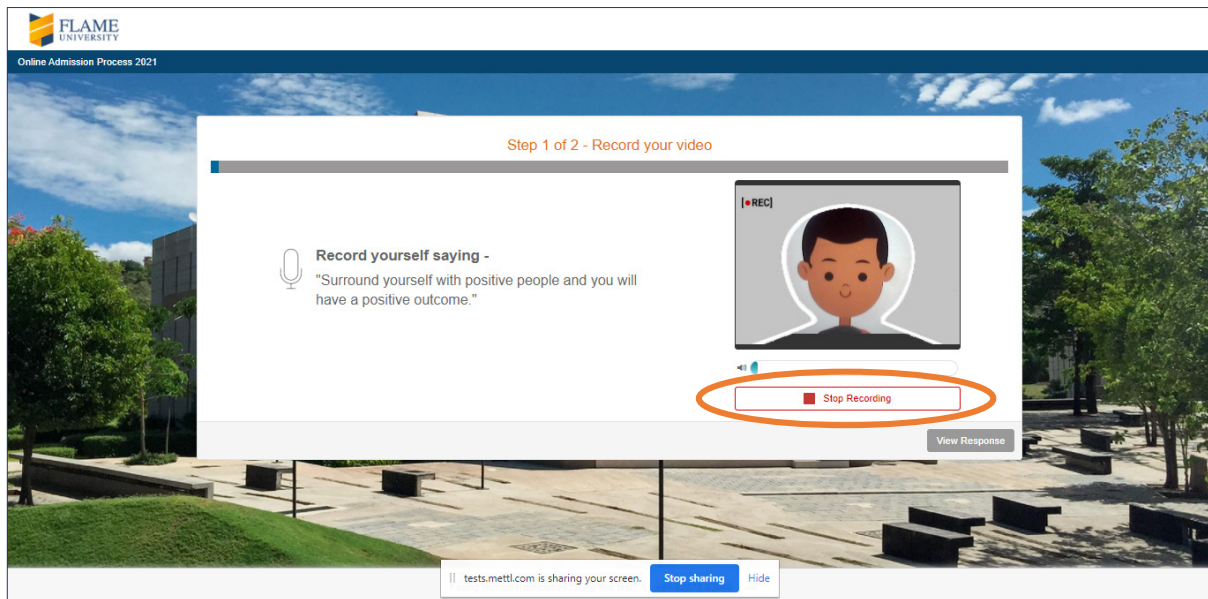 FLAME
UNIVERSITY
Online Admission Process 2021
Step 1 of 2 - Record your video
[●REC]
Record yourself saying -
"Surround yourself with positive people and you will
have a positive outcome."
Stop Recording
View Response
tests.mettl.com is sharing your screen.
Stop sharing
Hide